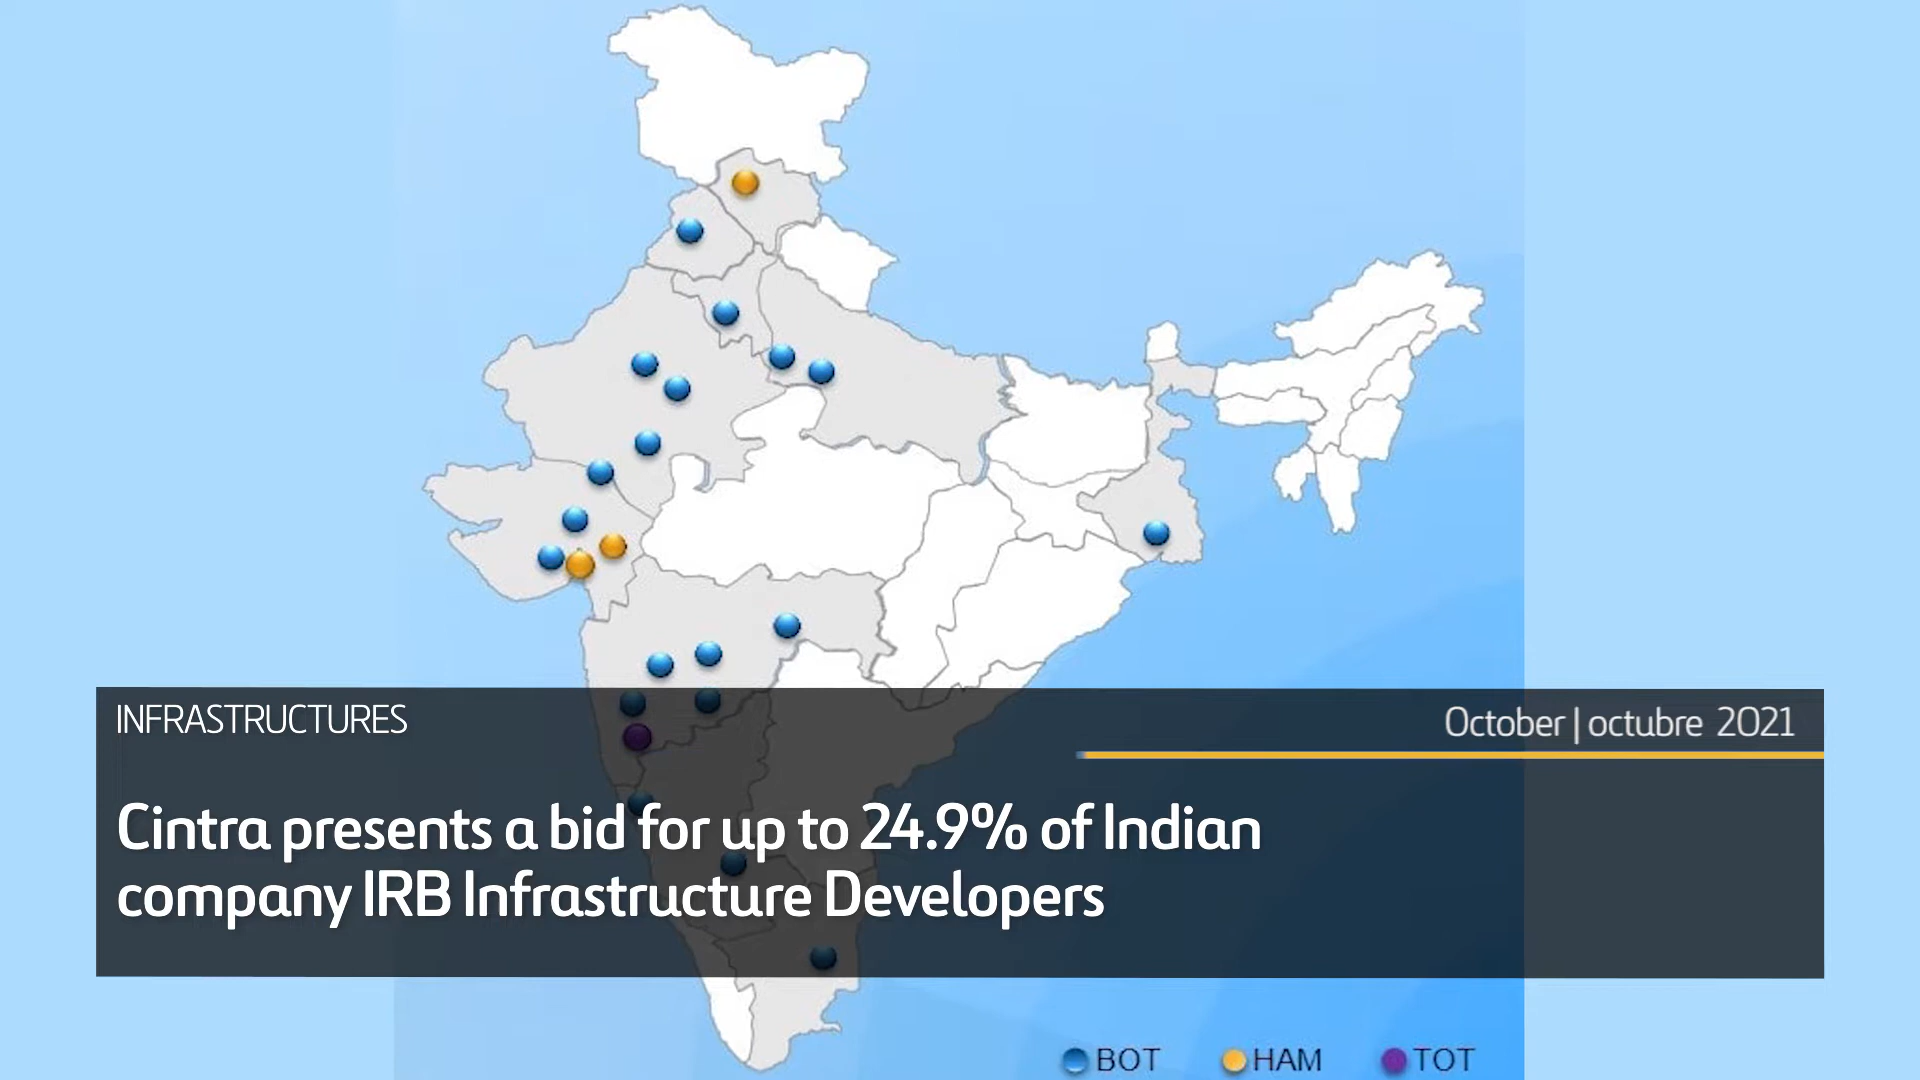 INFRASTRUCTURES
October | octubre 2021
Cintra presents a bid for up to 24.9% of Indian
company IRB Infrastructure Developers
BOT HAM TOT